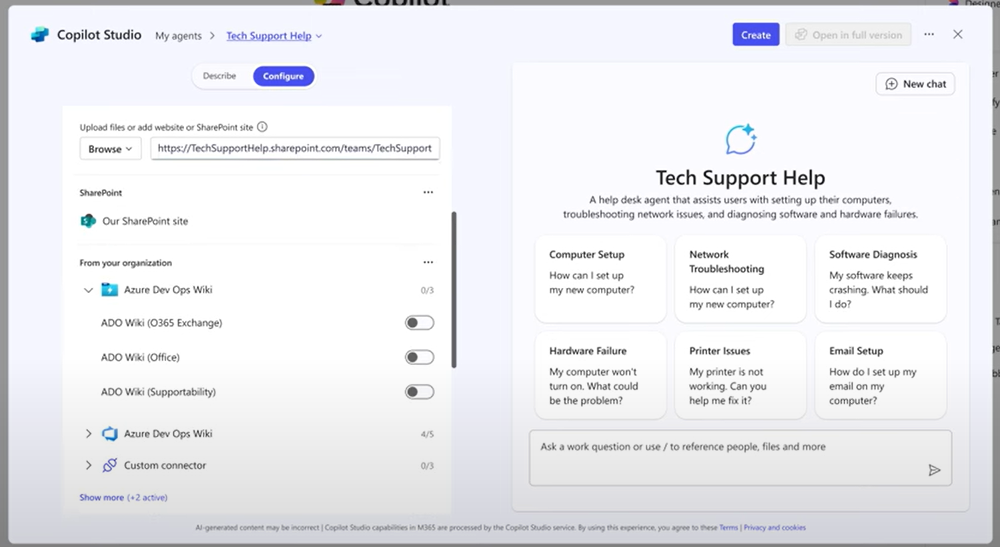 Copilot
Designe
Copilot Studio My agents > Tech Support Help
Create Open in full version ...
Describe Configure
New chat
Upload files or add website or SharePoint site
Browse https://TechSupportHelp.sharepoint.com/teams/TechSupport
SharePoint ...
Our SharePoint site
From your organization ...
Azure Dev Ops Wiki 0/3
ADO Wiki (O365 Exchange)
ADO Wiki (Office)
ADO Wiki (Supportability)
Azure Dev Ops Wiki 4/5
Custom connector 0/3
Show more (+2 active)
Tech Support Help
A help desk agent that assists users with setting up their computers,
troubleshooting network issues, and diagnosing software and hardware failures.
Computer Setup
How can I set up
my new computer?
Network
Troubleshooting
How can I set up
my new computer?
Software Diagnosis
My software keeps
crashing. What should
I do?
Hardware Failure
My computer won't
turn on. What could
be the problem?
Printer Issues
My printer is not
working. Can you
help me fix it?
Email Setup
How do I set up my
email on my
computer?
Ask a work question or use / to reference people, files and more
AI-generated content may be incorrect | Copilot Studio capabilities in M365 are processed by the Copilot Studio service. By using this experience, you agree to these Terms | Privacy and cookies